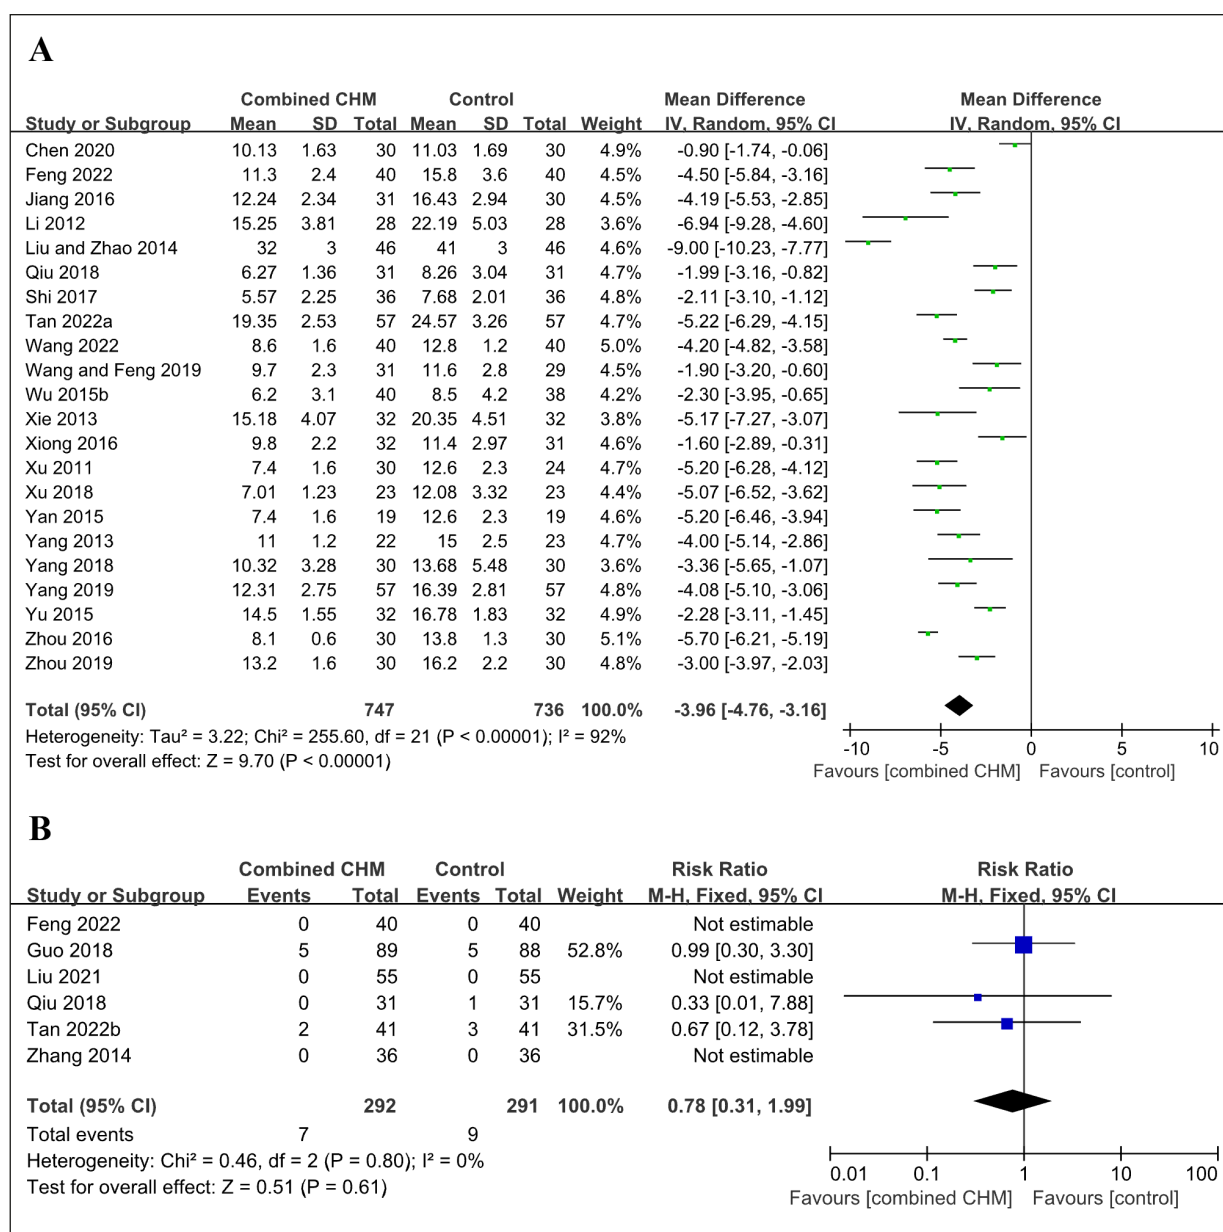 A
Combined CHM Control Mean Difference Mean Difference
Study or Subgroup Mean SD Total Mean SD Total Weight IV, Random, 95% CI IV, Random, 95% CI
Chen 2020 10.13 1.63 30 11.03 1.69 30 4.9% -0.90 [-1.74, -0.06]
Feng 2022 11.3 2.4 40 15.8 3.6 40 4.5% -4.50 [-5.84, -3.16]
Jiang 2016 12.24 2.34 31 16.43 2.94 30 4.5% -4.19 [-5.53, -2.85]
Li 2012 15.25 3.81 28 22.19 5.03 28 3.6% -6.94 [-9.28, -4.60]
Liu and Zhao 2014 32 3 46 41 3 46 4.6% -9.00 [-10.23, -7.77]
Qiu 2018 6.27 1.36 31 8.26 3.04 31 4.7% -1.99 [-3.16, -0.82]
Shi 2017 5.57 2.25 36 7.68 2.01 36 4.8% -2.11 [-3.10, -1.12]
Tan 2022a 19.35 2.53 57 24.57 3.26 57 4.7% -5.22 [-6.29, -4.15]
Wang 2022 8.6 1.6 40 12.8 1.2 40 5.0% -4.20 [-4.82, -3.58]
Wang and Feng 2019 9.7 2.3 31 11.6 2.8 29 4.5% -1.90 [-3.20, -0.60]
Wu 2015b 6.2 3.1 40 8.5 4.2 38 4.2% -2.30 [-3.95, -0.65]
Xie 2013 15.18 4.07 32 20.35 4.51 32 3.8% -5.17 [-7.27, -3.07]
Xiong 2016 9.8 2.2 32 11.4 2.97 31 4.6% -1.60 [-2.89, -0.31]
Xu 2011 7.4 1.6 30 12.6 2.3 24 4.7% -5.20 [-6.28, -4.12]
Xu 2018 7.01 1.23 23 12.08 3.32 23 4.4% -5.07 [-6.52, -3.62]
Yan 2015 7.4 1.6 19 12.6 2.3 19 4.6% -5.20 [-6.46, -3.94]
Yang 2013 11 1.2 22 15 2.5 23 4.7% -4.00 [-5.14, -2.86]
Yang 2018 10.32 3.28 30 13.68 5.48 30 3.6% -3.36 [-5.65, -1.07]
Yang 2019 12.31 2.75 57 16.39 2.81 57 4.7% -4.08 [-5.10, -3.06]
Yu 2015 14.5 1.55 32 16.78 1.83 32 4.9% -2.28 [-3.11, -1.45]
Zhou 2016 8.1 0.6 30 13.8 1.3 30 5.1% -5.70 [-6.21, -5.19]
Zhou 2019 13.2 1.6 30 16.2 2.2 30 4.8% -3.00 [-3.97, -2.03]
Total (95% CI) 747 736 100.0% -3.96 [-4.76, -3.16]
Heterogeneity: Tau² = 3.22; Chi² = 255.60, df = 21 (P < 0.00001); I² = 92%
Test for overall effect: Z = 9.70 (P < 0.00001)
-10 -5 0 5 10
Favours [combined CHM] Favours [control]
B
Combined CHM Control Risk Ratio Risk Ratio
Study or Subgroup Events Total Events Total Weight M-H, Fixed, 95% CI M-H, Fixed, 95% CI
Feng 2022 0 40 0 40 Not estimable
Guo 2018 5 89 5 88 52.8% 0.99 [0.30, 3.30]
Liu 2021 0 55 0 55 Not estimable
Qiu 2018 0 31 1 31 15.7% 0.33 [0.01, 7.88]
Tan 2022b 2 41 3 41 31.5% 0.67 [0.12, 3.78]
Zhang 2014 0 36 0 36 Not estimable
Total (95% CI) 292 291 100.0% 0.78 [0.31, 1.99]
Total events 7 9
Heterogeneity: Chi² = 0.46, df = 2 (P = 0.80); I² = 0%
Test for overall effect: Z = 0.51 (P = 0.61)
0.01 0.1 1 10 100
Favours [combined CHM] Favours [control]